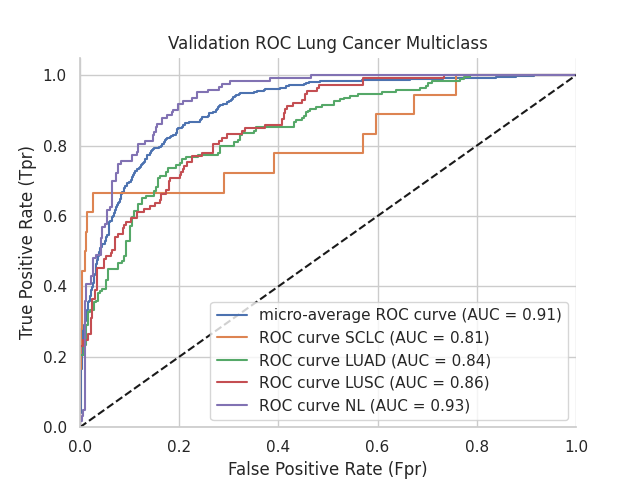 Validation ROC Lung Cancer Multiclass
True Positive Rate (Tpr)
1.0
0.8
0.6
0.4
0.2
0.0
micro-average ROC curve (AUC = 0.91)
ROC curve SCLC (AUC = 0.81)
ROC curve LUAD (AUC = 0.84)
ROC curve LUSC (AUC = 0.86)
ROC curve NL (AUC = 0.93)
0.0 0.2 0.4 0.6 0.8 1.0
False Positive Rate (Fpr)